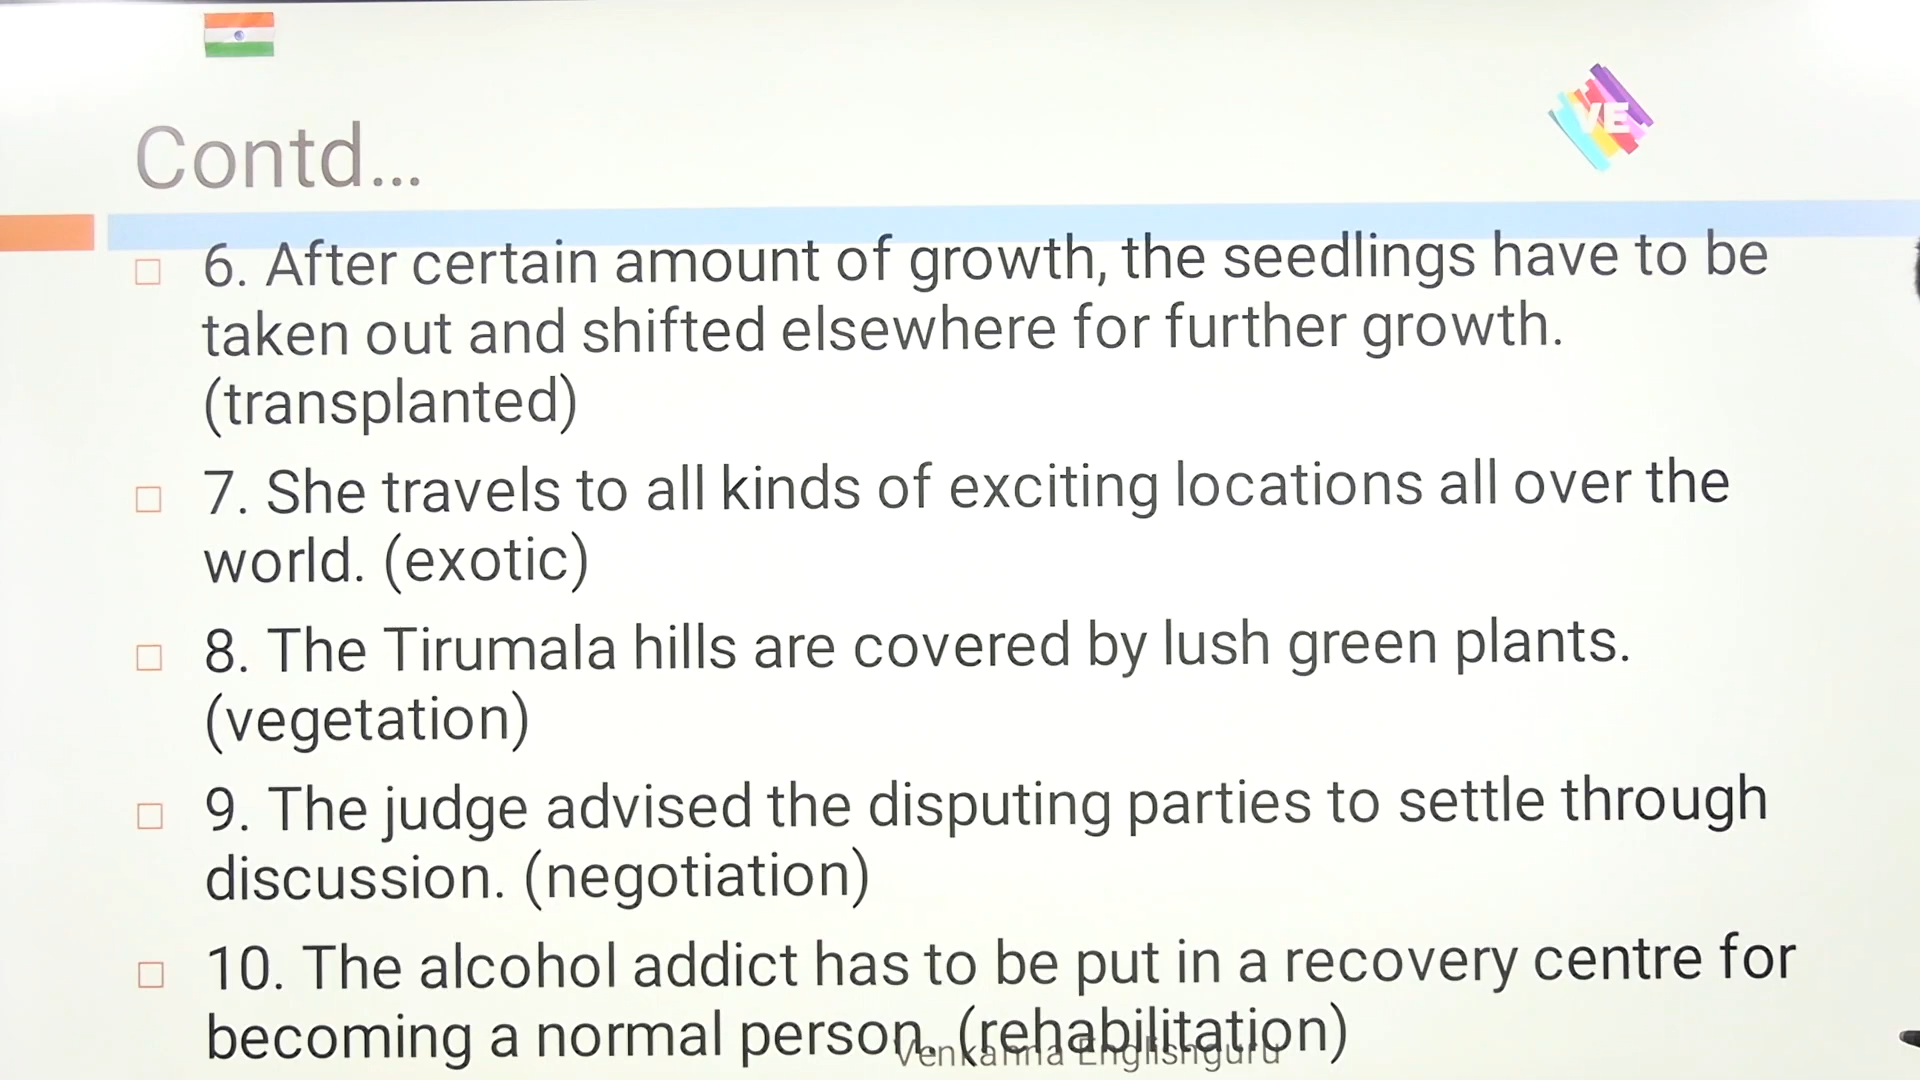 VE
Contd...
6. After certain amount of growth, the seedlings have to be
taken out and shifted elsewhere for further growth.
(transplanted)
7. She travels to all kinds of exciting locations all over the
world. (exotic)
8. The Tirumala hills are covered by lush green plants.
(vegetation)
9. The judge advised the disputing parties to settle through
discussion. (negotiation)
10. The alcohol addict has to be put in a recovery centre for
becoming a normal person. (rehabilitation)
Venkanna Englishguru